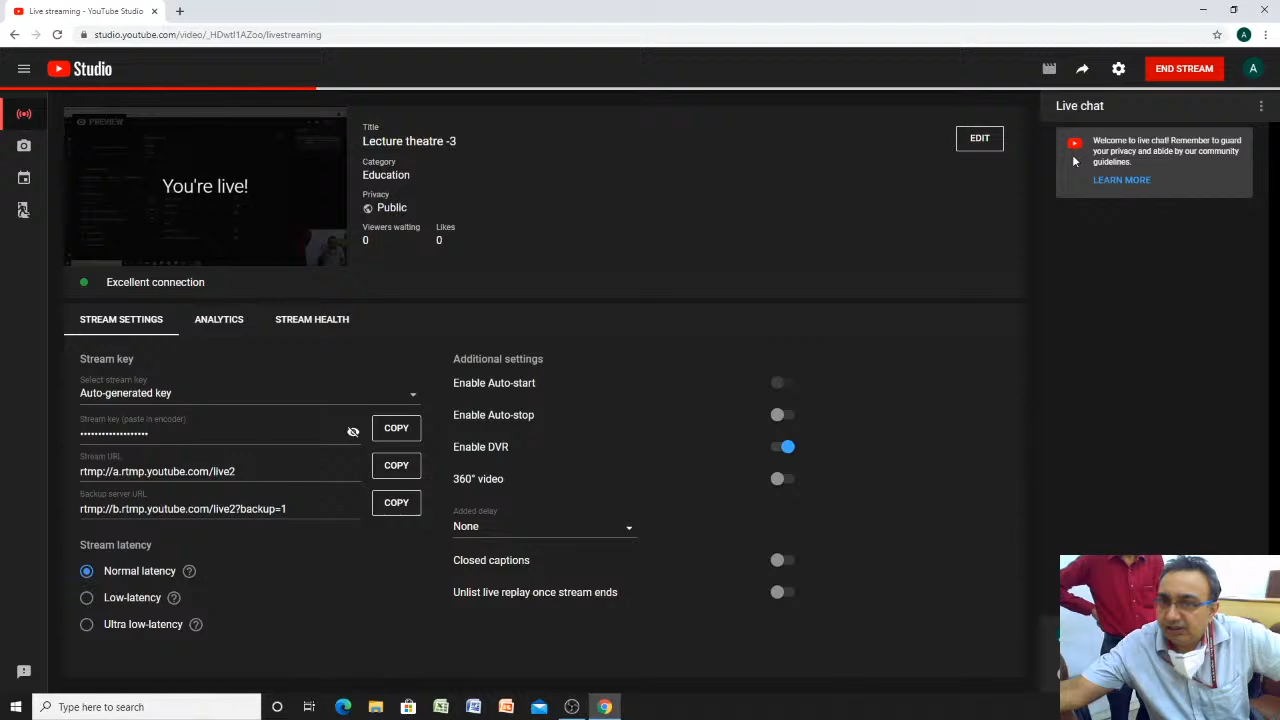 Live streaming - YouTube Studio
studio.youtube.com/video/_HDwtI1AZoo/livestreaming
A
Studio
END STREAM
A
PREVIEW
You're live!
Title
Lecture theatre -3
Category
Education
Privacy
Public
Viewers waiting
Likes
0
0
EDIT
Live chat
Welcome to live chat! Remember to guard
your privacy and abide by our community
guidelines.
LEARN MORE
Excellent connection
STREAM SETTINGS
ANALYTICS
STREAM HEALTH
Stream key
Select stream key
Auto-generated key
Stream key (paste in encoder)
•••••••••••••••••••
COPY
Stream URL
rtmp://a.rtmp.youtube.com/live2
COPY
Backup server URL
rtmp://b.rtmp.youtube.com/live2?backup=1
COPY
Stream latency
Normal latency
Low-latency
Ultra low-latency
Additional settings
Enable Auto-start
Enable Auto-stop
Enable DVR
360° video
Added delay
None
Closed captions
Unlist live replay once stream ends
Type here to search